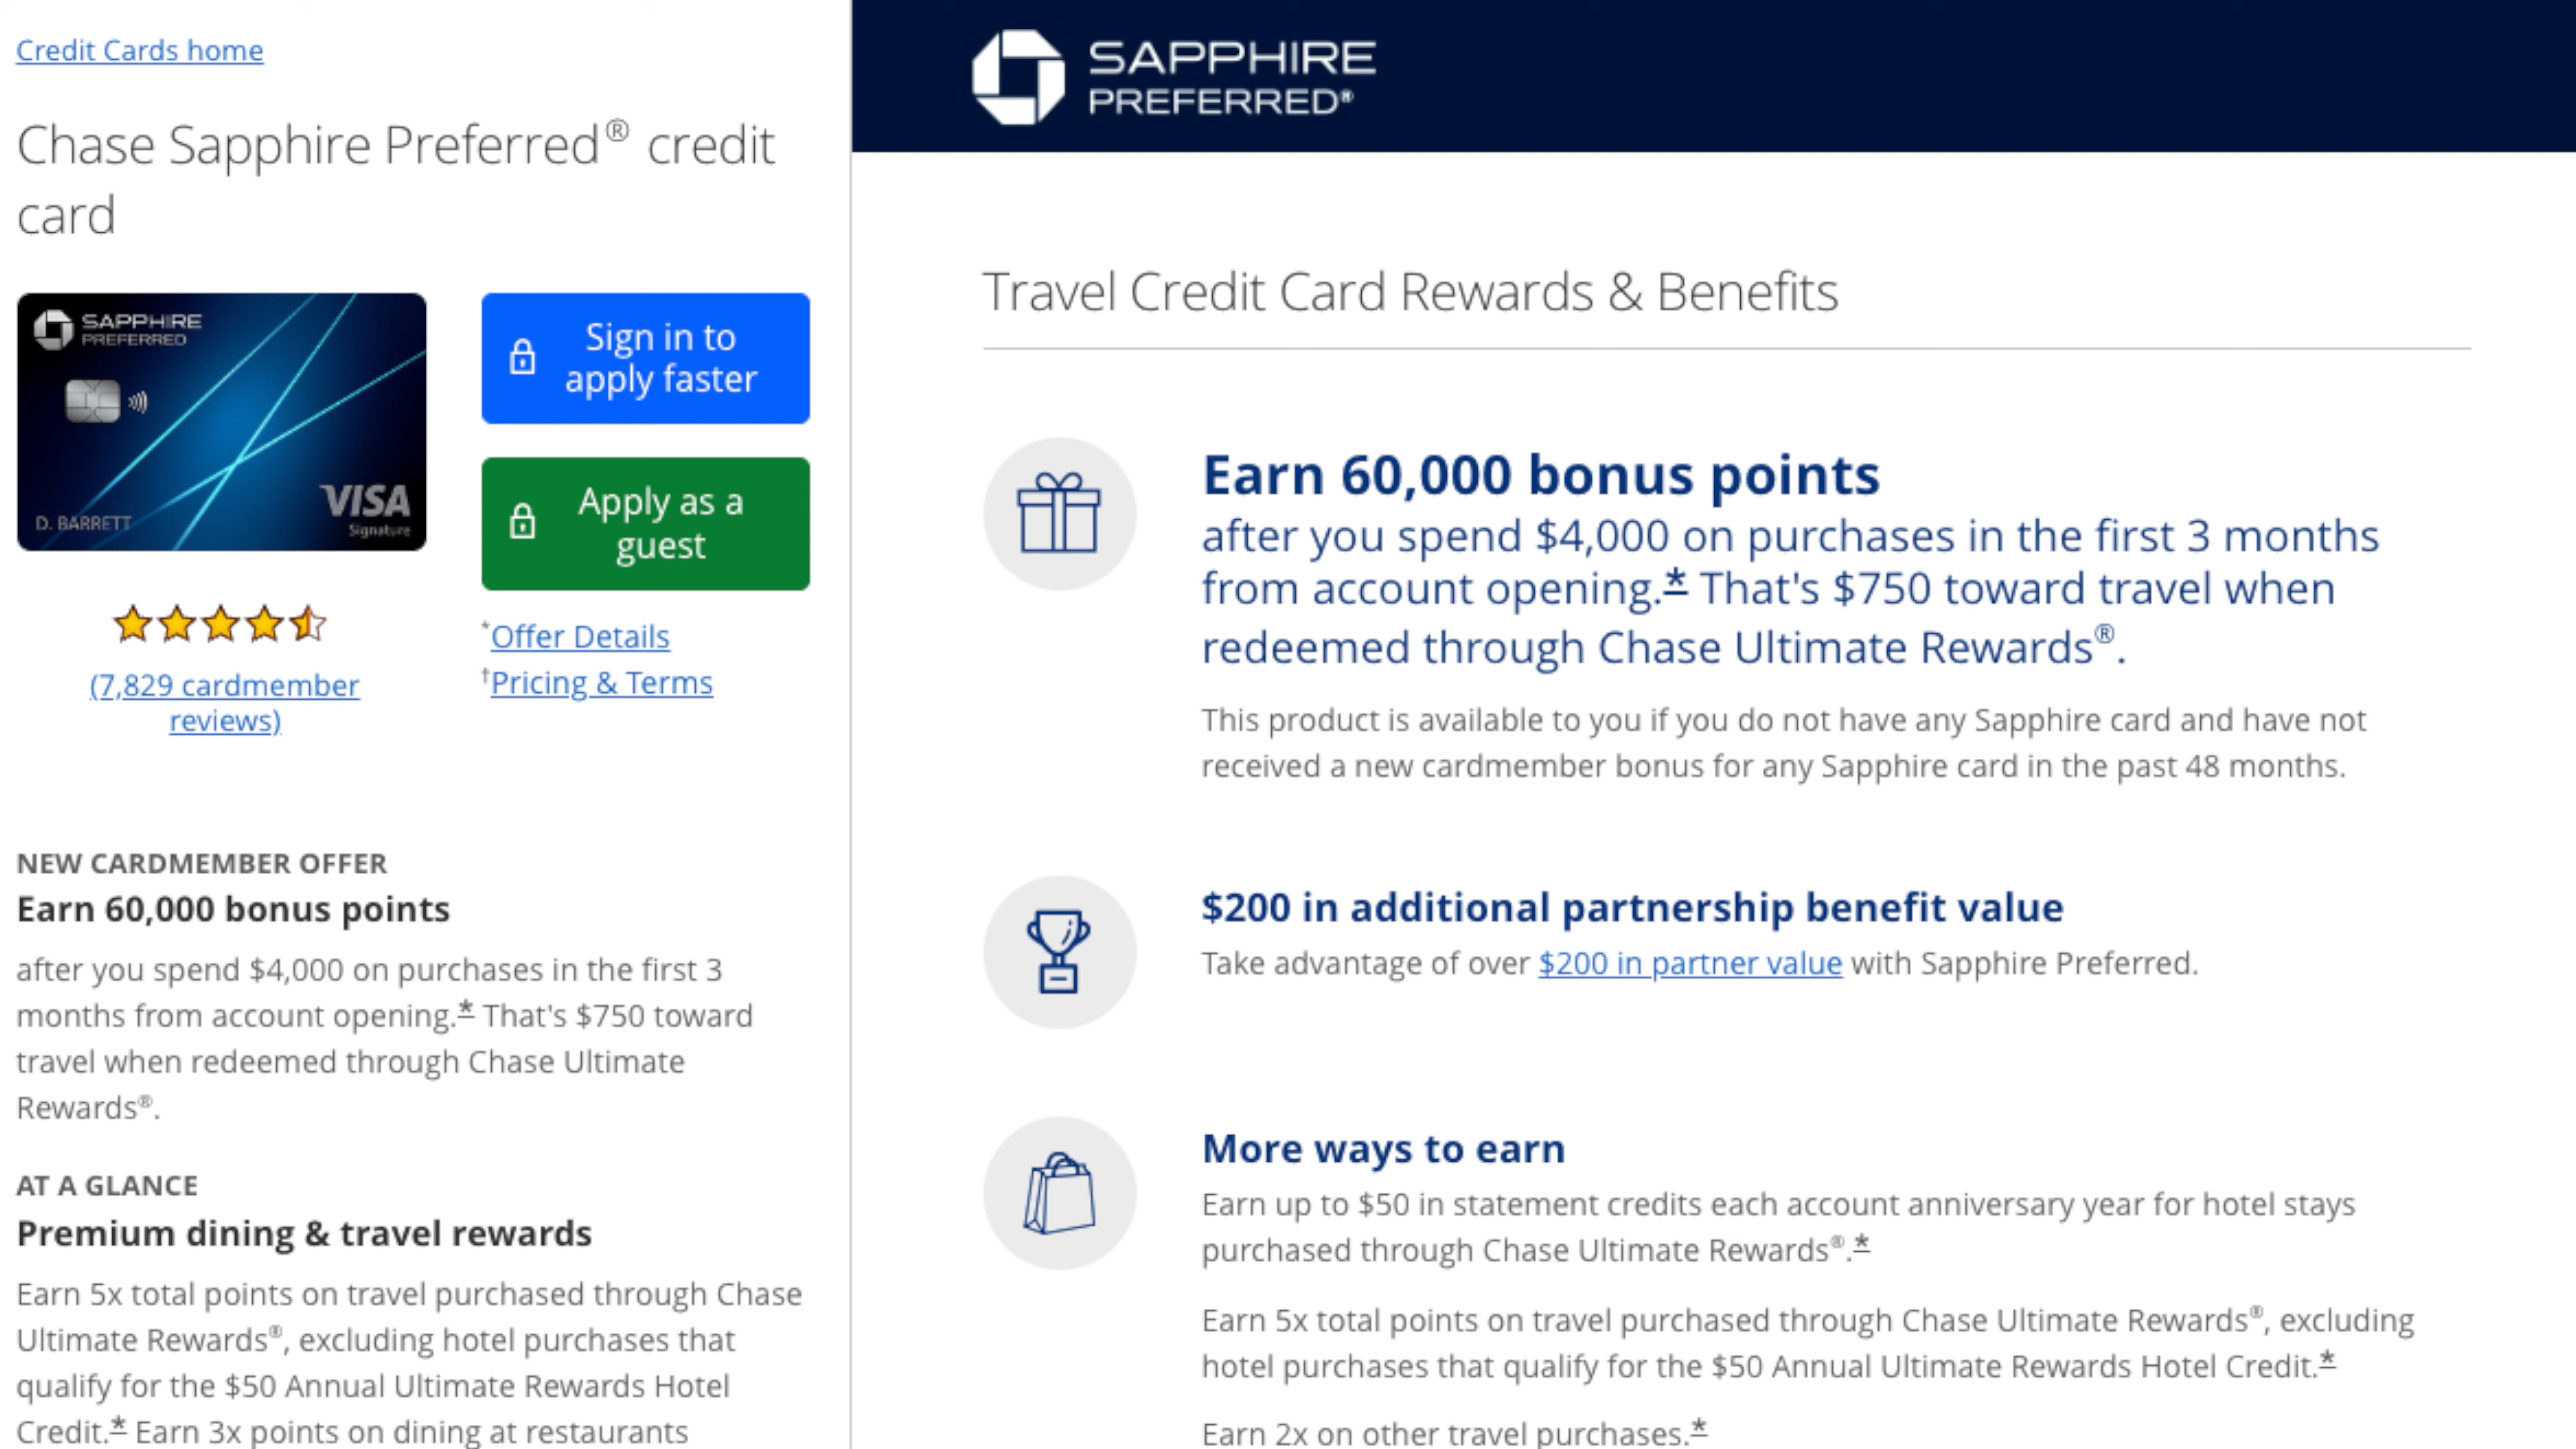 Credit Cards home
Chase Sapphire Preferred® credit
card
SAPPHIRE
PREFERRED
VISA
Signature
D. BARRETT
Sign in to
apply faster
Apply as a
guest
*Offer Details
†Pricing & Terms
(7,829 cardmember
reviews)
NEW CARDMEMBER OFFER
Earn 60,000 bonus points
after you spend $4,000 on purchases in the first 3
months from account opening.* That's $750 toward
travel when redeemed through Chase Ultimate
Rewards®.
AT A GLANCE
Premium dining & travel rewards
Earn 5x total points on travel purchased through Chase
Ultimate Rewards®, excluding hotel purchases that
qualify for the $50 Annual Ultimate Rewards Hotel
Credit.* Earn 3x points on dining at restaurants
SAPPHIRE
PREFERRED®
Travel Credit Card Rewards & Benefits
Earn 60,000 bonus points
after you spend $4,000 on purchases in the first 3 months
from account opening.* That's $750 toward travel when
redeemed through Chase Ultimate Rewards®.
This product is available to you if you do not have any Sapphire card and have not
received a new cardmember bonus for any Sapphire card in the past 48 months.
$200 in additional partnership benefit value
Take advantage of over $200 in partner value with Sapphire Preferred.
More ways to earn
Earn up to $50 in statement credits each account anniversary year for hotel stays
purchased through Chase Ultimate Rewards®.*
Earn 5x total points on travel purchased through Chase Ultimate Rewards®, excluding
hotel purchases that qualify for the $50 Annual Ultimate Rewards Hotel Credit.*
Earn 2x on other travel purchases.*